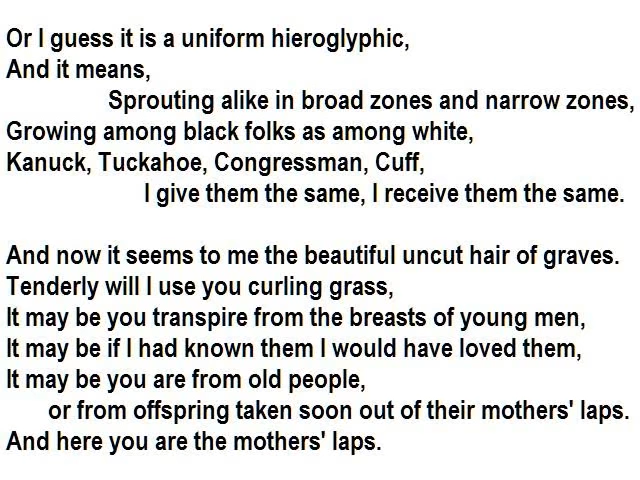 Or I guess it is a uniform hieroglyphic,
And it means,
Sprouting alike in broad zones and narrow zones,
Growing among black folks as among white,
Kanuck, Tuckahoe, Congressman, Cuff,
I give them the same, I receive them the same.
And now it seems to me the beautiful uncut hair of graves.
Tenderly will I use you curling grass,
It may be you transpire from the breasts of young men,
It may be if I had known them I would have loved them,
It may be you are from old people,
or from offspring taken soon out of their mothers' laps.
And here you are the mothers' laps.